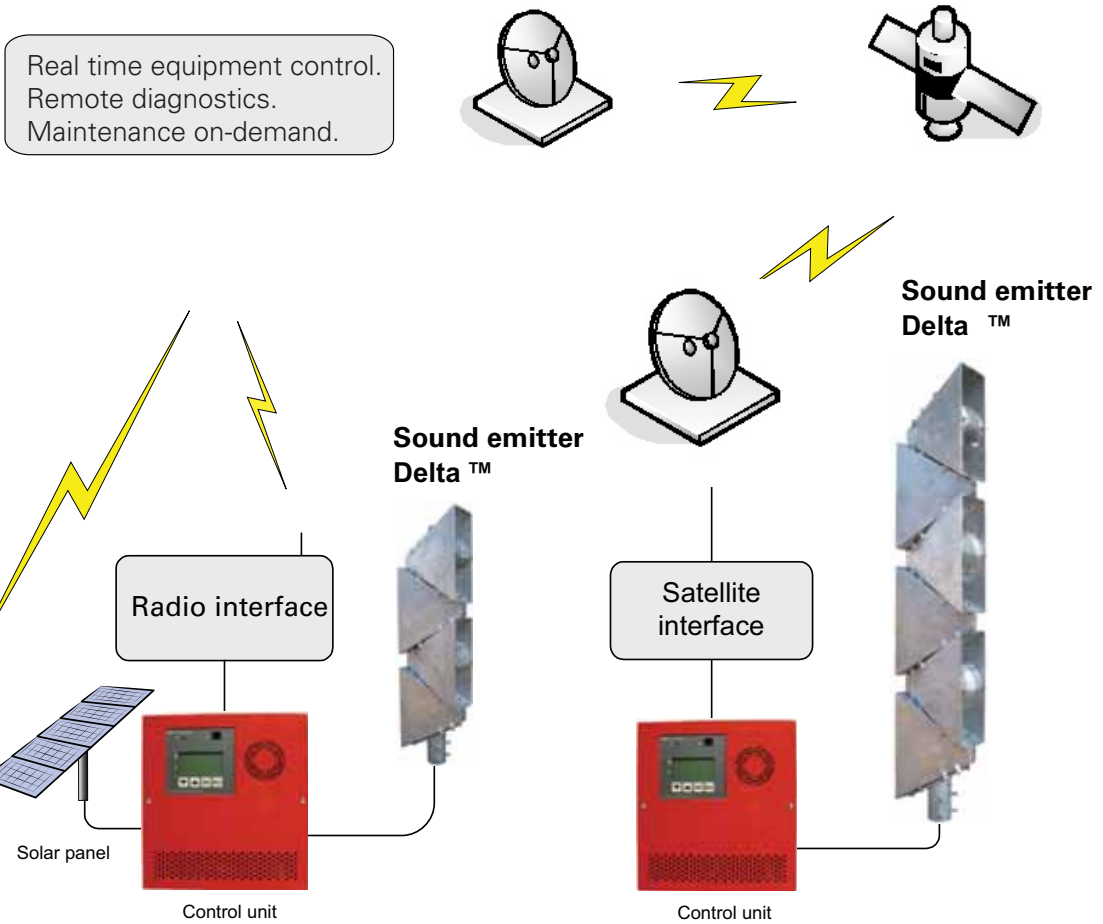 Real time equipment control.
Remote diagnostics.
Maintenance on-demand.
Sound emitter
Delta ™
Sound emitter
Delta ™
Radio interface
Satellite
interface
Solar panel
Control unit
Control unit